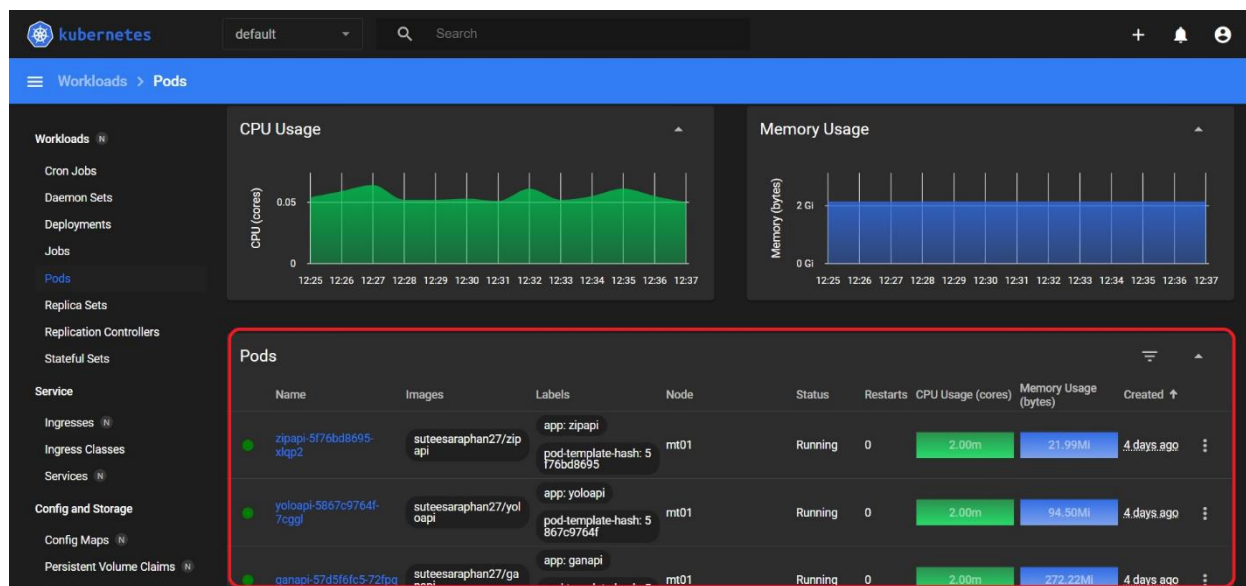 kubernetes
default
Search
Workloads > Pods
Workloads N
Cron Jobs
Daemon Sets
Deployments
Jobs
Pods
Replica Sets
Replication Controllers
Stateful Sets
Service
Ingresses N
Ingress Classes
Services N
Config and Storage
Config Maps N
Persistent Volume Claims N
CPU Usage
CPU (cores)
0.05
0
12:25 12:26 12:27 12:28 12:29 12:30 12:31 12:32 12:33 12:34 12:35 12:36 12:37
Memory Usage
Memory (bytes)
2 Gi
0 Gi
12:25 12:26 12:27 12:28 12:29 12:30 12:31 12:32 12:33 12:34 12:35 12:36 12:37
Pods
Name Images Labels Node Status Restarts CPU Usage (cores) Memory Usage
(bytes) Created
zipapi-5f76bd8695-
xlqp2
suteesaraphan27/zip
api
app: zipapi
pod-template-hash: 5
f76bd8695
mt01 Running 0 2.00m 21.99Mi 4 days ago
yoloapi-5867c9764f-
7cggl
suteesaraphan27/yol
oapi
app: yoloapi
pod-template-hash: 5
867c9764f
mt01 Running 0 2.00m 94.50Mi 4 days ago
ganapi-57d5f6fc5-72fpq
suteesaraphan27/ga
app: ganapi
mt01 Running 0 2.00m 272.22Mi 4 days ago